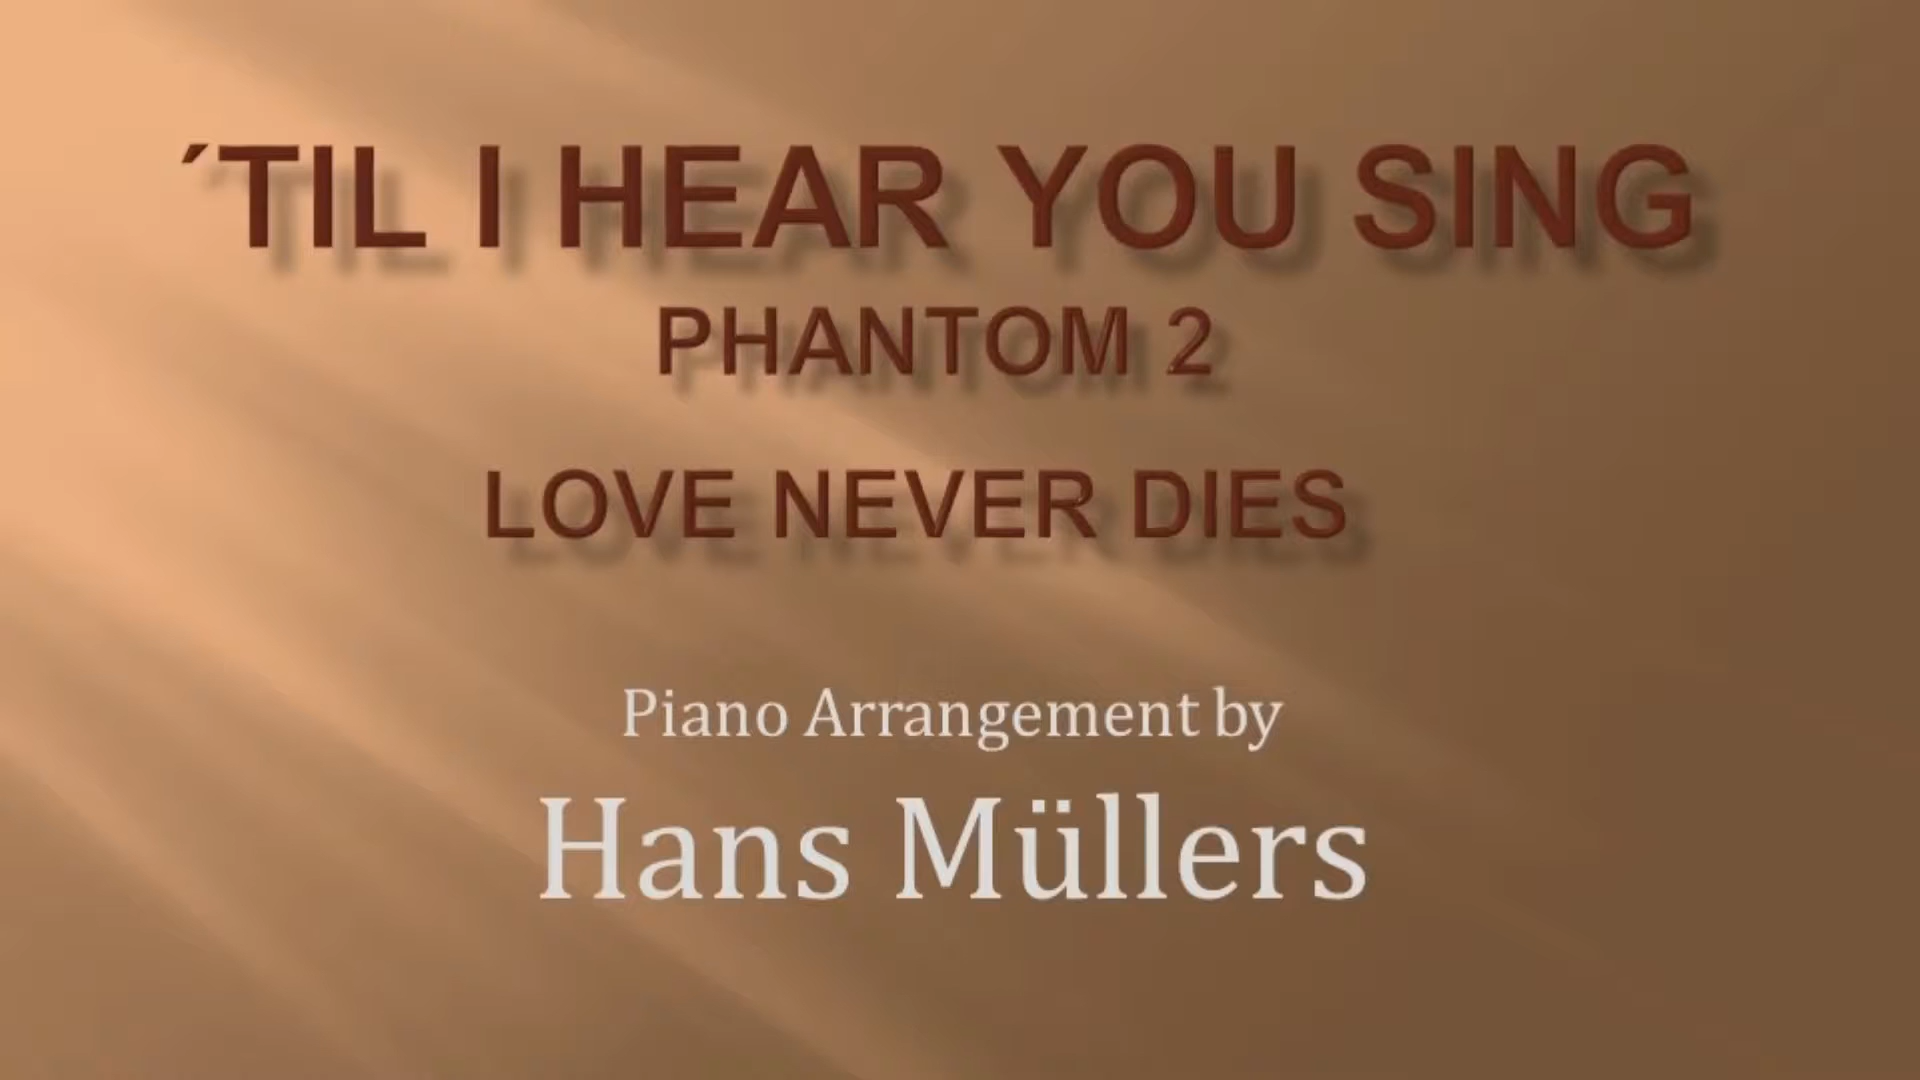 ´TIL I HEAR YOU SING
PHANTOM 2
LOVE NEVER DIES
Piano Arrangement by
Hans Müllers